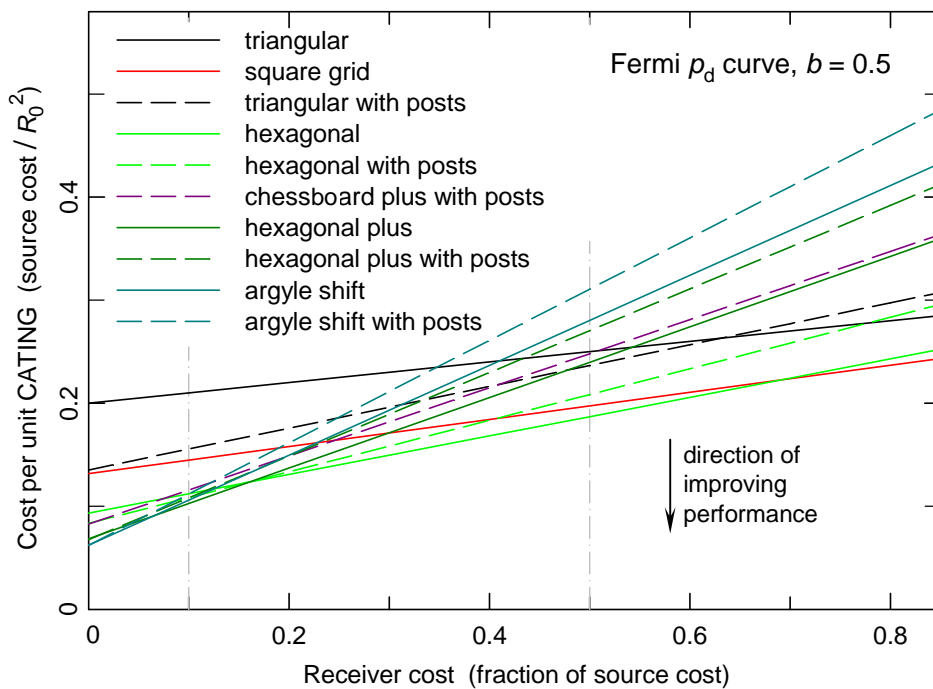 triangular
square grid
triangular with posts
hexagonal
hexagonal with posts
chessboard plus with posts
hexagonal plus
hexagonal plus with posts
argyle shift
argyle shift with posts
Fermi pd curve, b = 0.5
direction of
improving
performance
Cost per unit CATING (source cost / R0²)
0
0.2
0.4
0
0.2
0.4
0.6
0.8
Receiver cost (fraction of source cost)